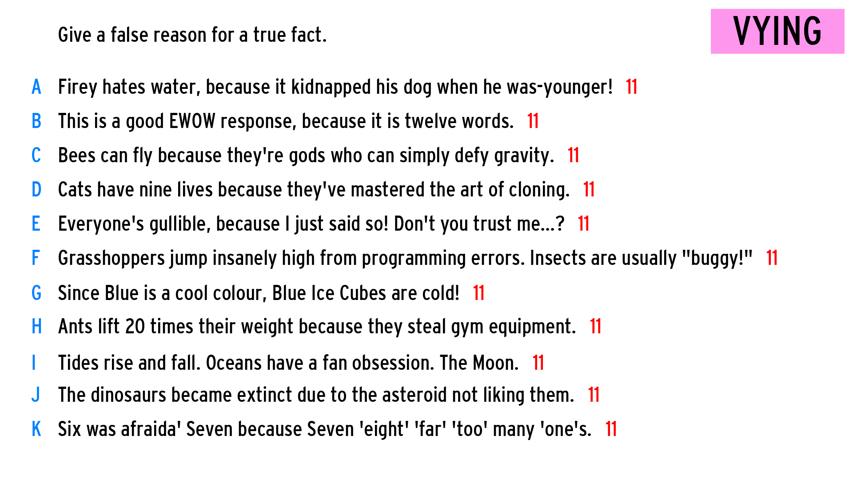 Give a false reason for a true fact.
VYING
A Firey hates water, because it kidnapped his dog when he was-younger! 11
B This is a good EWOW response, because it is twelve words. 11
C Bees can fly because they're gods who can simply defy gravity. 11
D Cats have nine lives because they've mastered the art of cloning. 11
E Everyone's gullible, because I just said so! Don't you trust me...? 11
F Grasshoppers jump insanely high from programming errors. Insects are usually "buggy!" 11
G Since Blue is a cool colour, Blue Ice Cubes are cold! 11
H Ants lift 20 times their weight because they steal gym equipment. 11
I Tides rise and fall. Oceans have a fan obsession. The Moon. 11
J The dinosaurs became extinct due to the asteroid not liking them. 11
K Six was afraida' Seven because Seven 'eight' 'far' 'too' many 'one's. 11